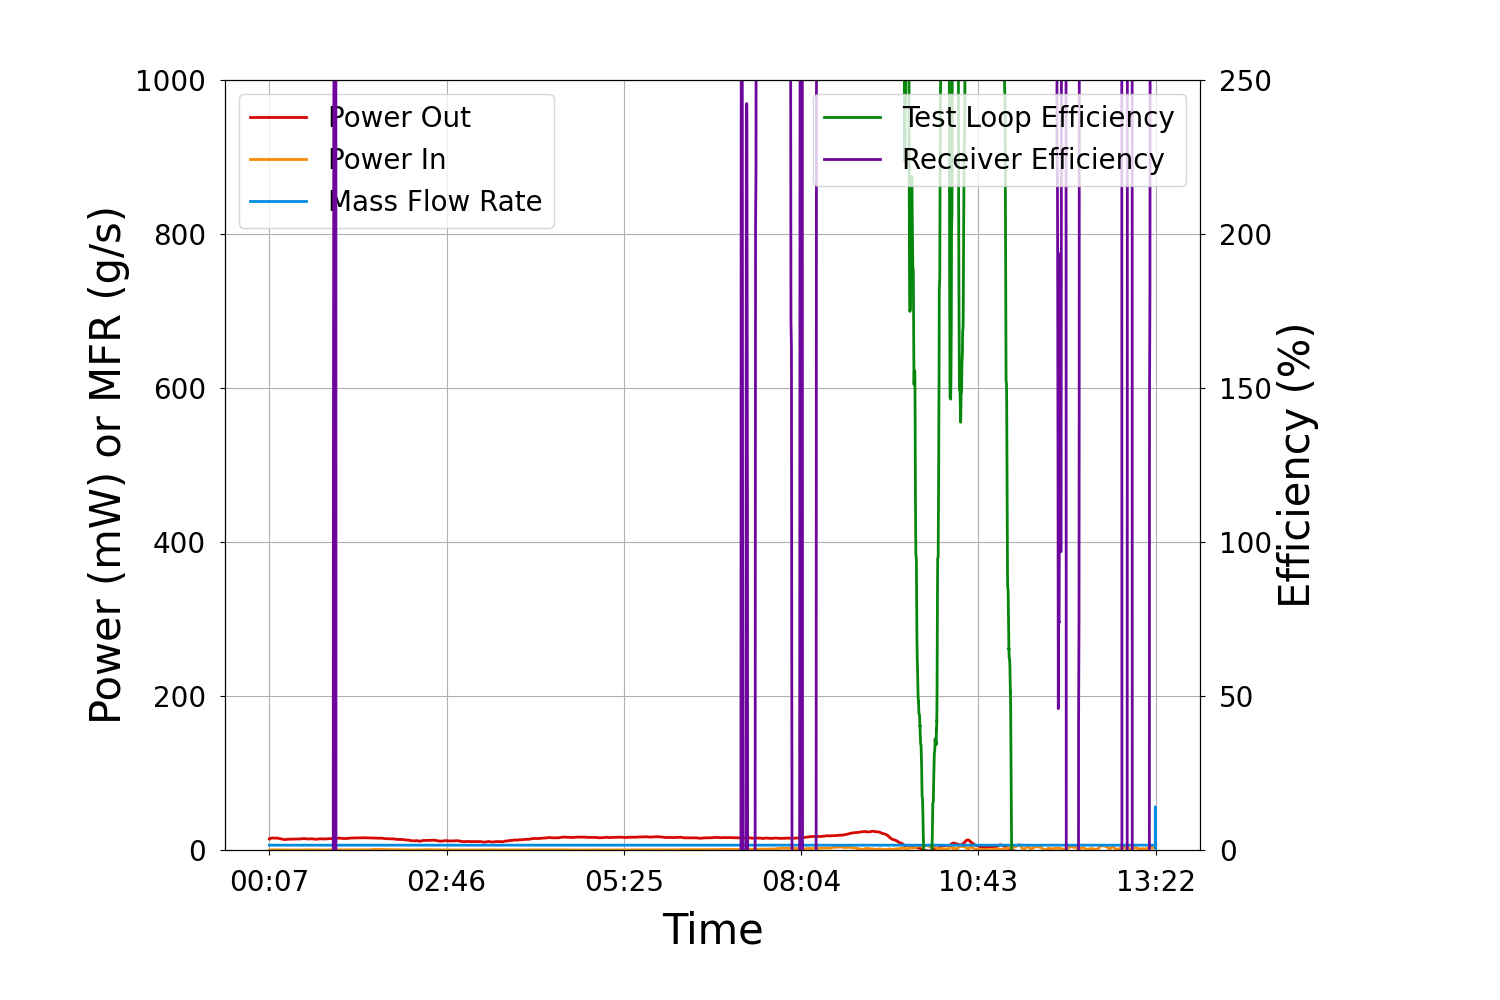 Power Out
Power In
Mass Flow Rate
Test Loop Efficiency
Receiver Efficiency
1000
800
600
400
200
0
Power (mW) or MFR (g/s)
250
200
150
100
50
0
Efficiency (%)
00:07 02:46 05:25 08:04 10:43 13:22
Time